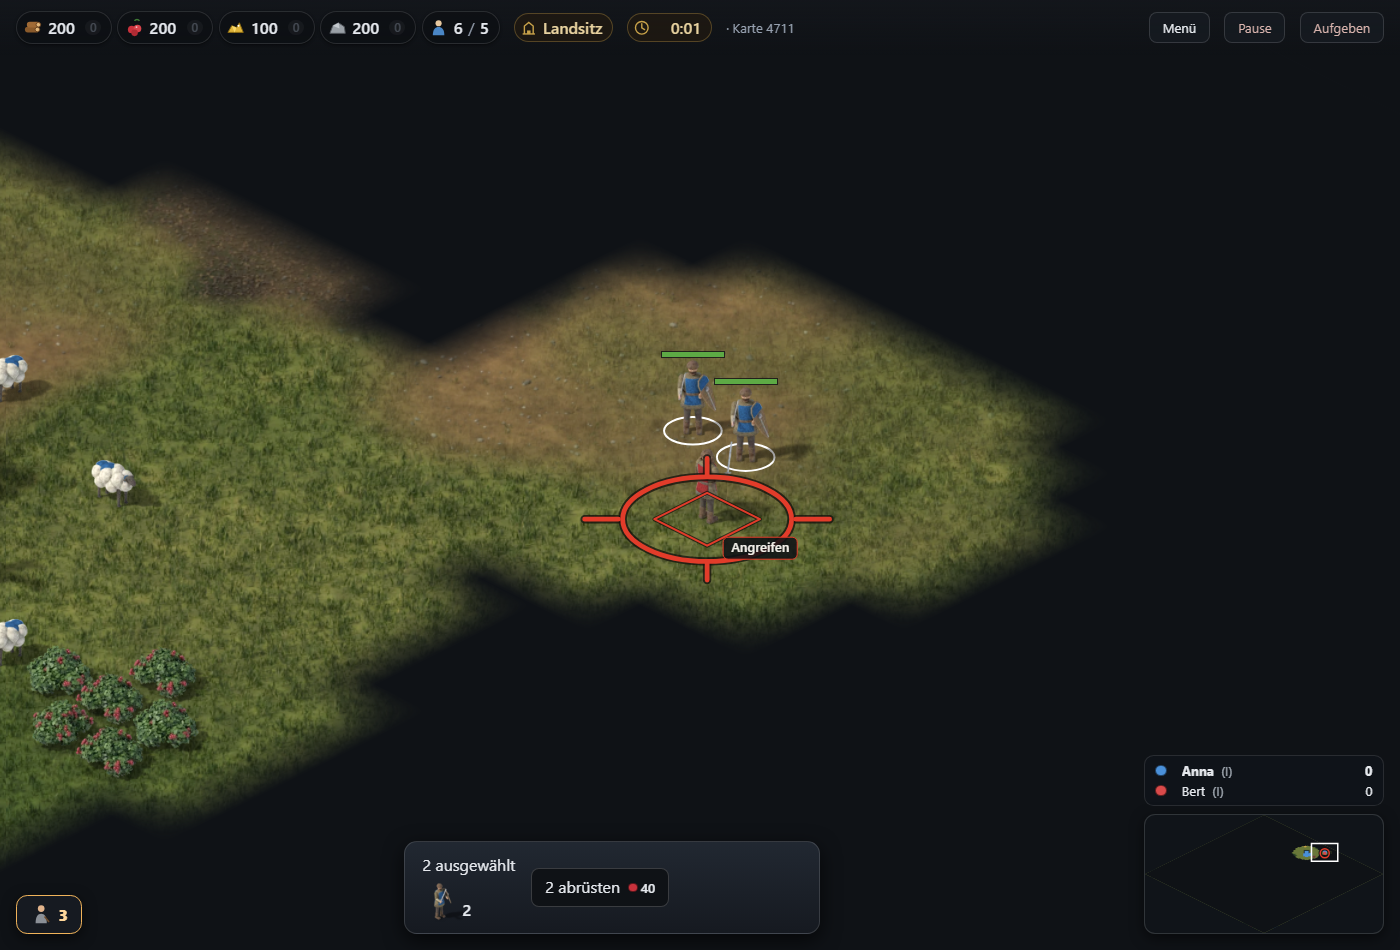 200 0 200 0 100 0 200 0 6 / 5 Landsitz 0:01 · Karte 4711 Menü Pause Aufgeben
Angreifen
Anna (I) 0
Bert (I) 0
2 ausgewählt
2 abrüsten 40
2
3